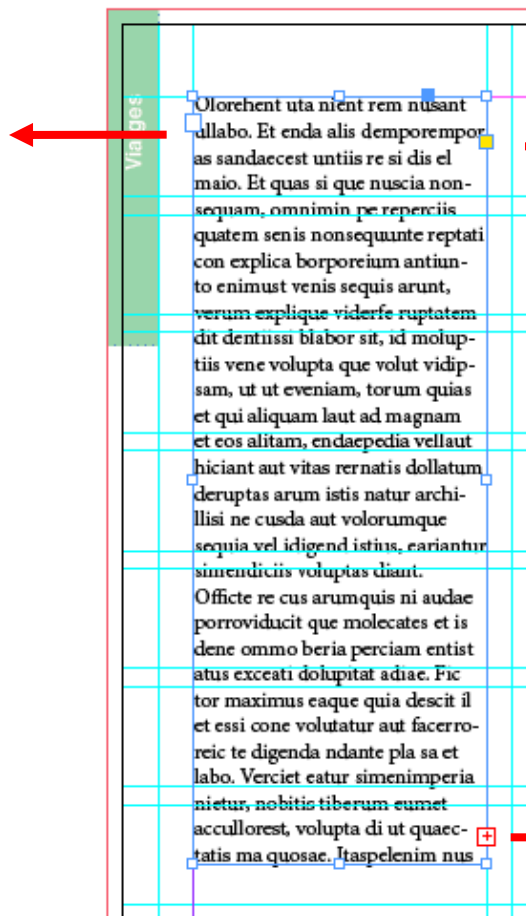 Viatges
Olorehent uta nient rem nusant
ullabo. Et enda alis demporempor
as sandaecest untiis re si dis el
maio. Et quas si que nuscia non-
sequam, omnimin pe reperciis
quatem senis nonsequunte reptati
con explica borporeium antiun-
to enimust venis sequis arunt,
verum explique viderfe ruptatem
dit dentiissi blabor sit, id molup-
tiis vene volupta que volut vidip-
sam, ut ut eveniam, torum quias
et qui aliquam laut ad magnam
et eos alitam, endaepedia vellaut
hiciant aut vitas rernatis dollatum
deruptas arum istis natur archi-
llisi ne cusda aut volorumque
sequia vel idigend istius, eariantur
simendiciis voluptas diant.
Officte re cus arumquis ni audae
porroviducit que molecates et is
dene ommo beria perciam entist
atus exceati dolupitat adiae. Fic
tor maximus eaque quia descit il
et essi cone volutatur aut facerro-
reic te digenda ndante pla sa et
labo. Verciet eatur simenimperia
nietur, nobitis tiberum eumet
accullorest, volupta di ut quaec-
tatis ma quosae. Itaspelenim nus